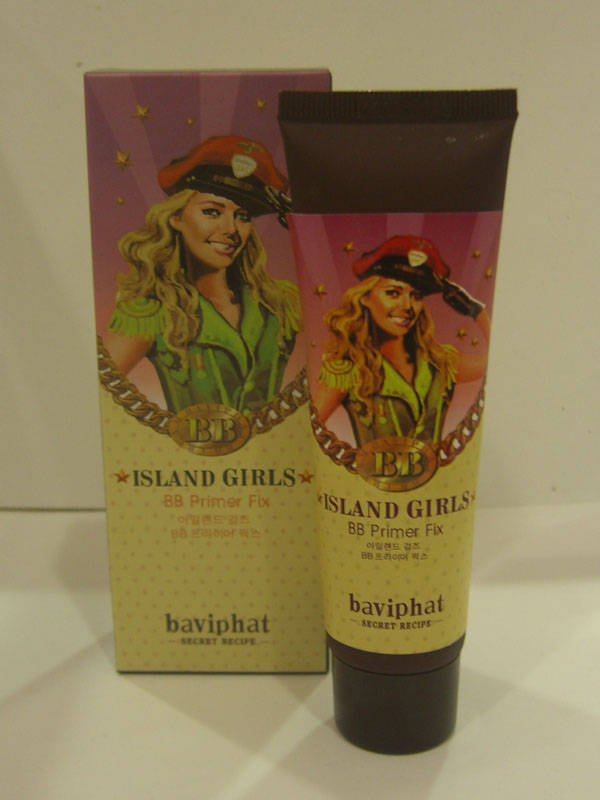 BB
ISLAND GIRLS
BB Primer Fix
아일랜드 걸즈
BB 프라이머 픽스
baviphat
SECRET RECIPE
BB
ISLAND GIRLS
BB Primer Fix
아일랜드 걸즈
BB 프라이머 픽스
baviphat
SECRET RECIPE